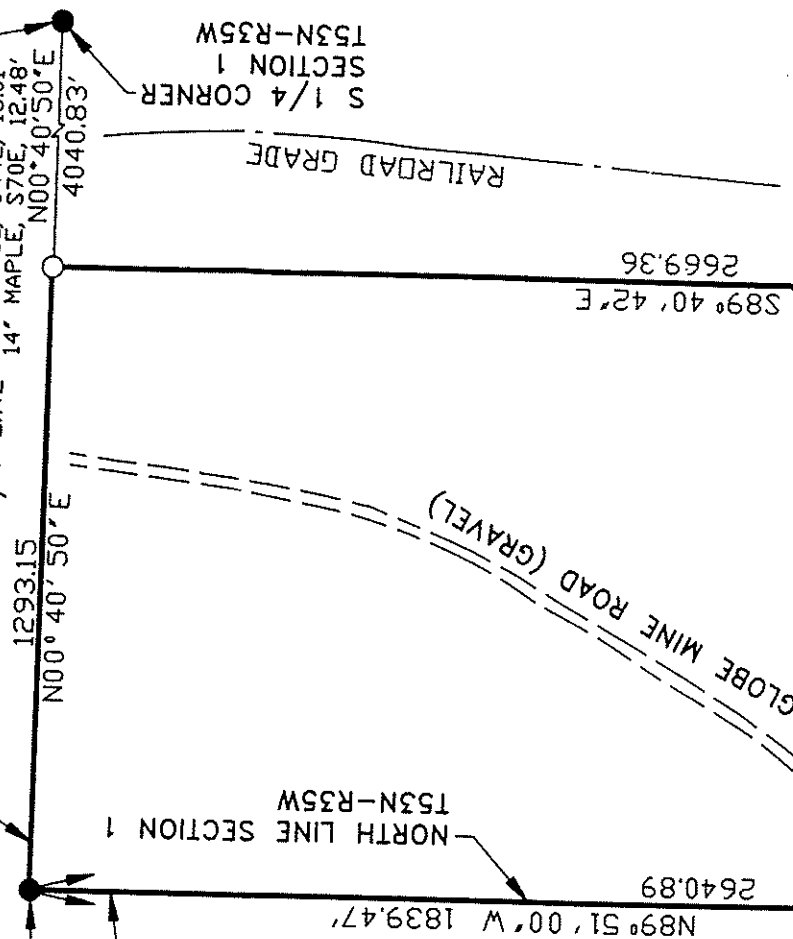 N89° 51' 00" W  1839.47'
2640.89
NORTH LINE SECTION 1
T53N-R35W
GLOBE MINE ROAD (GRAVEL)
1293.15
N00° 40' 50" E
S89° 40' 42" E
2669.36
RAILROAD GRADE
14" MAPLE, S70E, 12.48'
N00°40'50"E
4040.83'
S 1/4 CORNER
SECTION 1
T53N-R35W